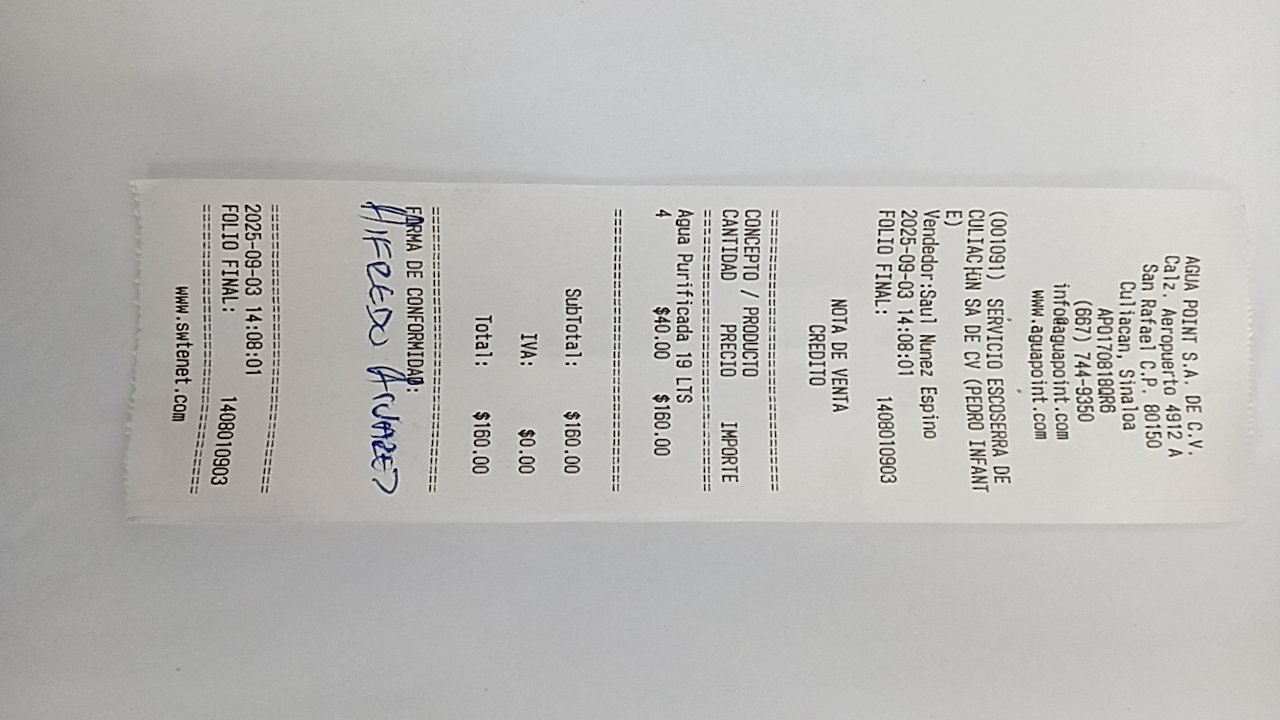 AGUA POINT S.A. DE C.V.
Calz. Aeropuerto 4912 A
San Rafael C.P. 80150
Culiacan, Sinaloa
APO170818QR6
(667) 744-9350
info@aguapoint.com
www.aguapoint.com
(001091) SERVICIO ESCOSERRA DE
CULIAC SA DE CV (PEDRO INFANT
E)
Vendedor:Saul Nunez Espino
2025-09-03 14:08:01
FOLIO FINAL: 1408010903
NOTA DE VENTA
CREDITO
===================================
CONCEPTO / PRODUCTO
CANTIDAD PRECIO IMPORTE
===================================
Agua Purificada 19 LTS
4 $40.00 $160.00
===================================
SubTotal: $160.00
IVA: $0.00
Total: $160.00
===================================
FARMA DE CONFORMIDAD:
AlFREDO
===================================
2025-09-03 14:08:01
FOLIO FINAL: 1408010903
===================================
www.swtenet.com